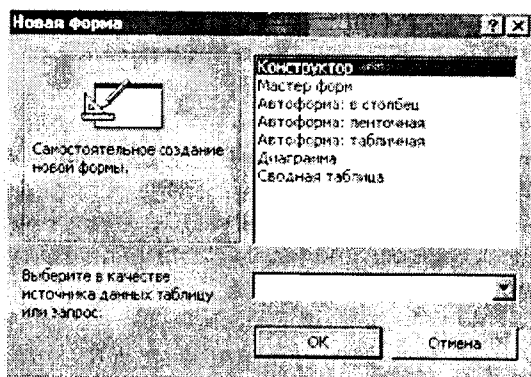 Новая форма
Конструктор
Мастер форм
Автоформа: в столбец
Автоформа: ленточная
Автоформа: табличная
Диаграмма
Сводная таблица
Самостоятельное создание
новой формы.
Выберите в качестве
источника данных таблицу
или запрос:
ОК
Отмена